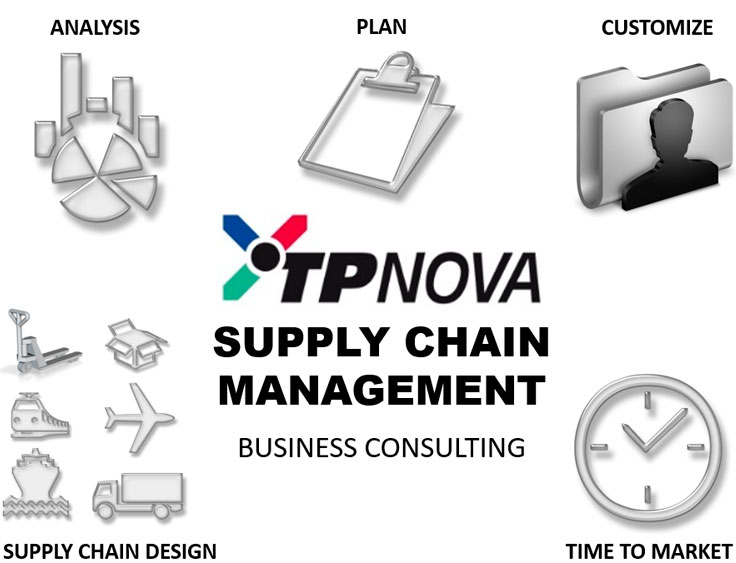 ANALYSIS
PLAN
CUSTOMIZE
TPNOVA
SUPPLY CHAIN
MANAGEMENT
BUSINESS CONSULTING
SUPPLY CHAIN DESIGN
TIME TO MARKET